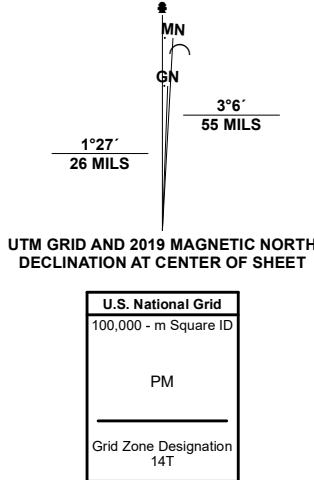 MN
GN
3°6´
55 MILS
1°27´
26 MILS
UTM GRID AND 2019 MAGNETIC NORTH
DECLINATION AT CENTER OF SHEET
U.S. National Grid
100,000 - m Square ID
PM
Grid Zone Designation
14T